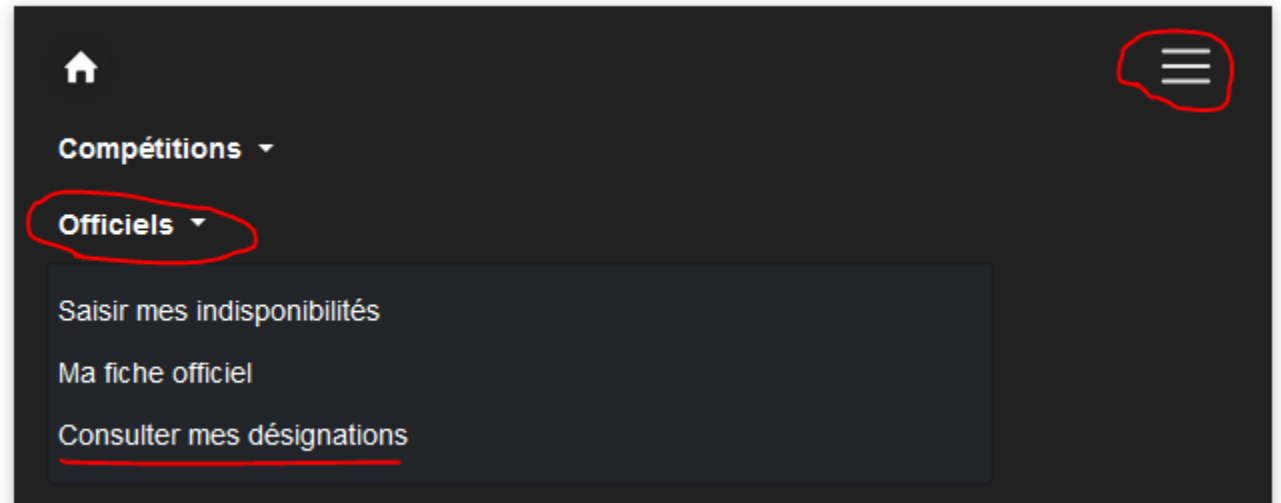 Compétitions
Officiels
Saisir mes indisponibilités
Ma fiche officiel
Consulter mes désignations